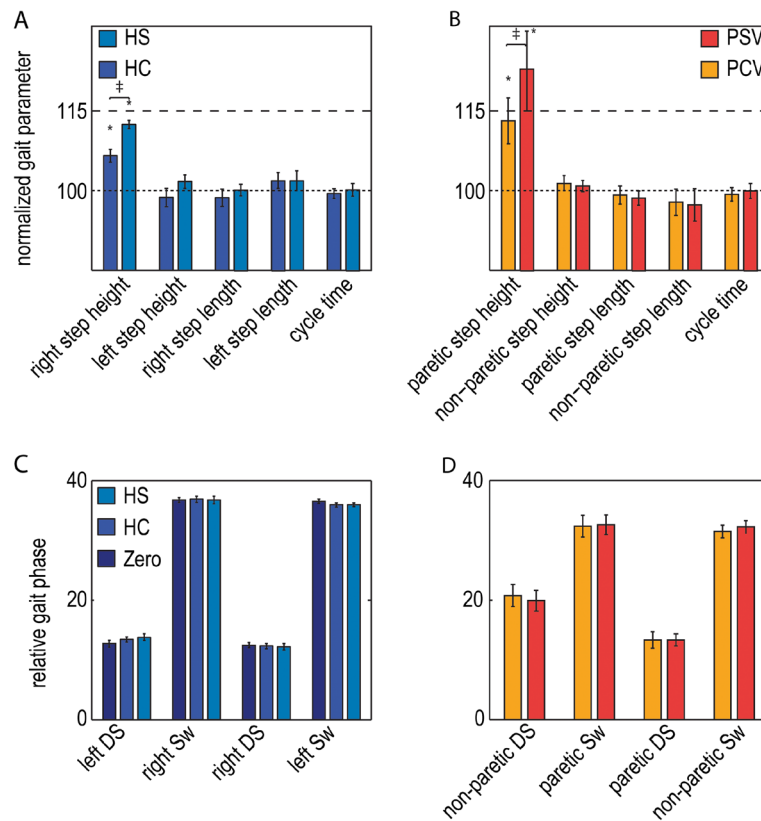 A
HS
HC
‡
*
*
115
100
normalized gait parameter
right step height
left step height
right step length
left step length
cycle time
B
PSV
PCV
‡
*
*
115
100
paretic step height
non-paretic step height
paretic step length
non-paretic step length
cycle time
C
HS
HC
Zero
40
20
0
relative gait phase
left DS
right Sw
right DS
left Sw
D
40
20
0
non-paretic DS
paretic Sw
paretic DS
non-paretic Sw